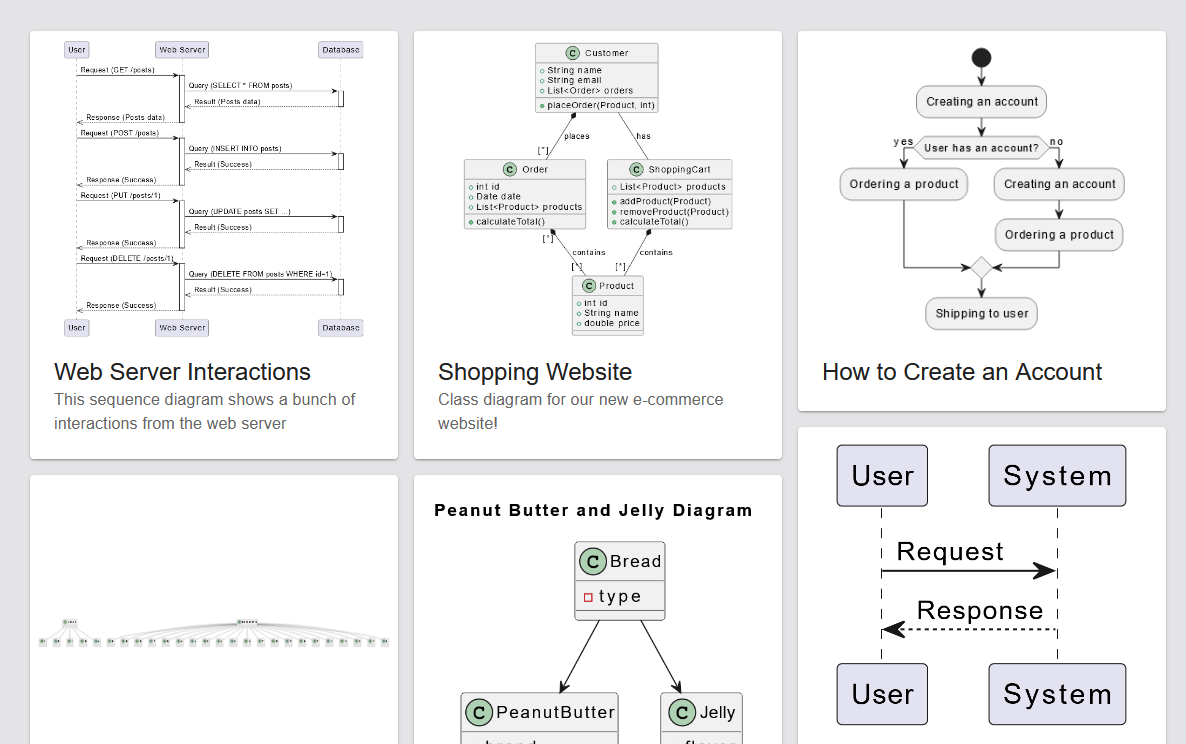 User
Web Server
Database
Request (GET /posts)
Query (SELECT * FROM posts)
Result (Posts data)
Response (Posts data)
Request (POST /posts)
Query (INSERT INTO posts)
Result (Success)
Response (Success)
Request (PUT /posts/1)
Query (UPDATE posts SET ...)
Result (Success)
Response (Success)
Request (DELETE /posts/1)
Query (DELETE FROM posts WHERE id=1)
Result (Success)
Response (Success)
User
Web Server
Database
Web Server Interactions
This sequence diagram shows a bunch of
interactions from the web server
C Customer
String name
String email
List<Order> orders
placeOrder(Product, int)
places
has
[*]
C Order
int id
Date date
List<Product> products
calculateTotal()
C ShoppingCart
List<Product> products
addProduct(Product)
removeProduct(Product)
calculateTotal()
[*]
contains
contains
[*]
[*]
C Product
int id
String name
double price
Shopping Website
Class diagram for our new e-commerce
website!
Creating an account
yes
User has an account?
no
Ordering a product
Creating an account
Ordering a product
Shipping to user
How to Create an Account
Peanut Butter and Jelly Diagram
C Bread
type
C PeanutButter
C Jelly
User
System
Request
Response
User
System